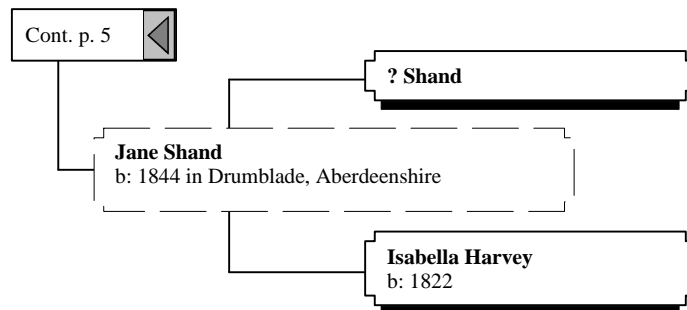 Cont. p. 5
? Shand
Jane Shand
b: 1844 in Drumblade, Aberdeenshire
Isabella Harvey
b: 1822